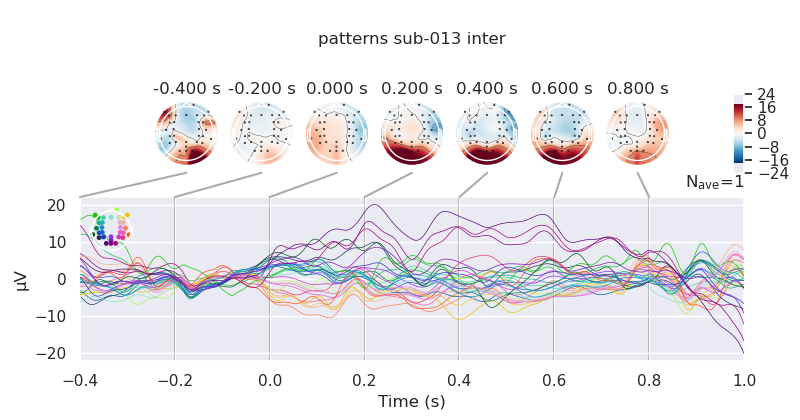 patterns sub-013 inter
-0.400 s -0.200 s 0.000 s 0.200 s 0.400 s 0.600 s 0.800 s
24
16
8
0
−8
−16
−24
Nave=1
20
10
0
−10
−20
μV
−0.4 −0.2 0.0 0.2 0.4 0.6 0.8 1.0
Time (s)